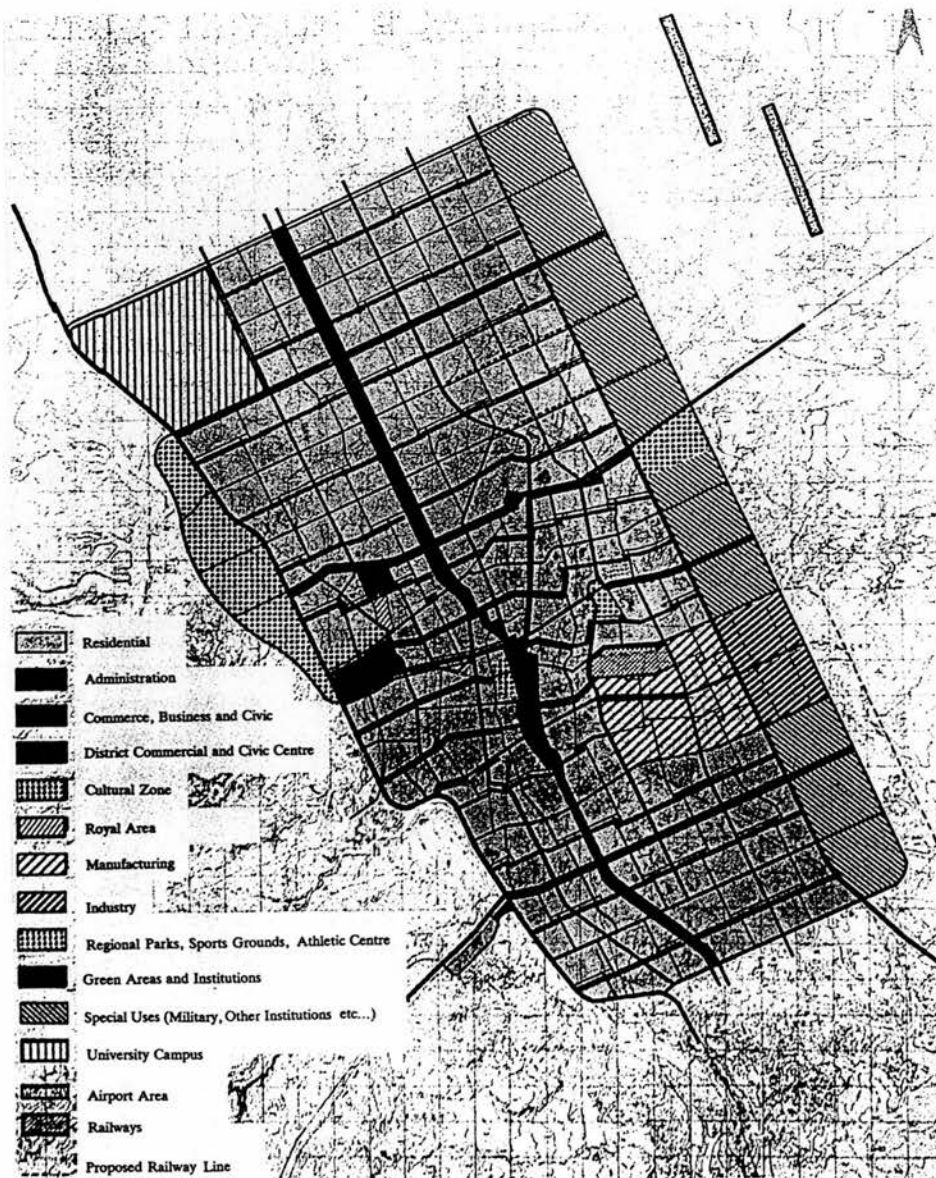 Residential
Administration
Commerce, Business and Civic
District Commercial and Civic Centre
Cultural Zone
Royal Area
Manufacturing
Industry
Regional Parks, Sports Grounds, Athletic Centre
Green Areas and Institutions
Special Uses (Military, Other Institutions etc...)
University Campus
Airport Area
Railways
Proposed Railway Line